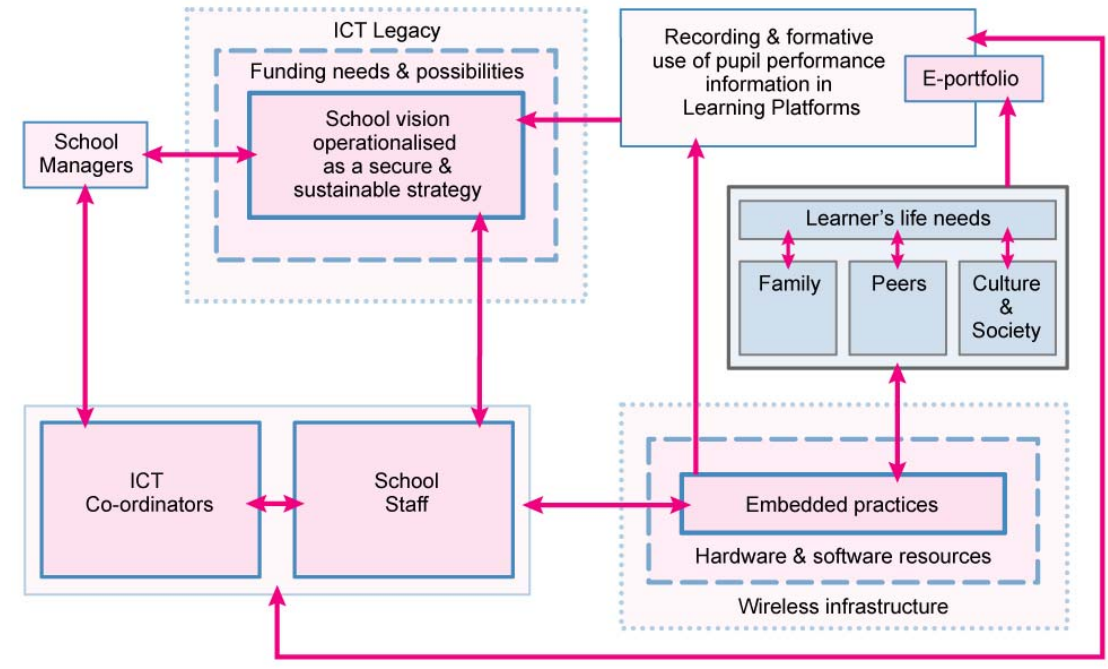 ICT Legacy
Funding needs & possibilities
School vision
operationalised
as a secure &
sustainable strategy
School
Managers
Recording & formative
use of pupil performance
information in
Learning Platforms
E-portfolio
Learner’s life needs
Family
Peers
Culture
&
Society
ICT
Co-ordinators
School
Staff
Embedded practices
Hardware & software resources
Wireless infrastructure